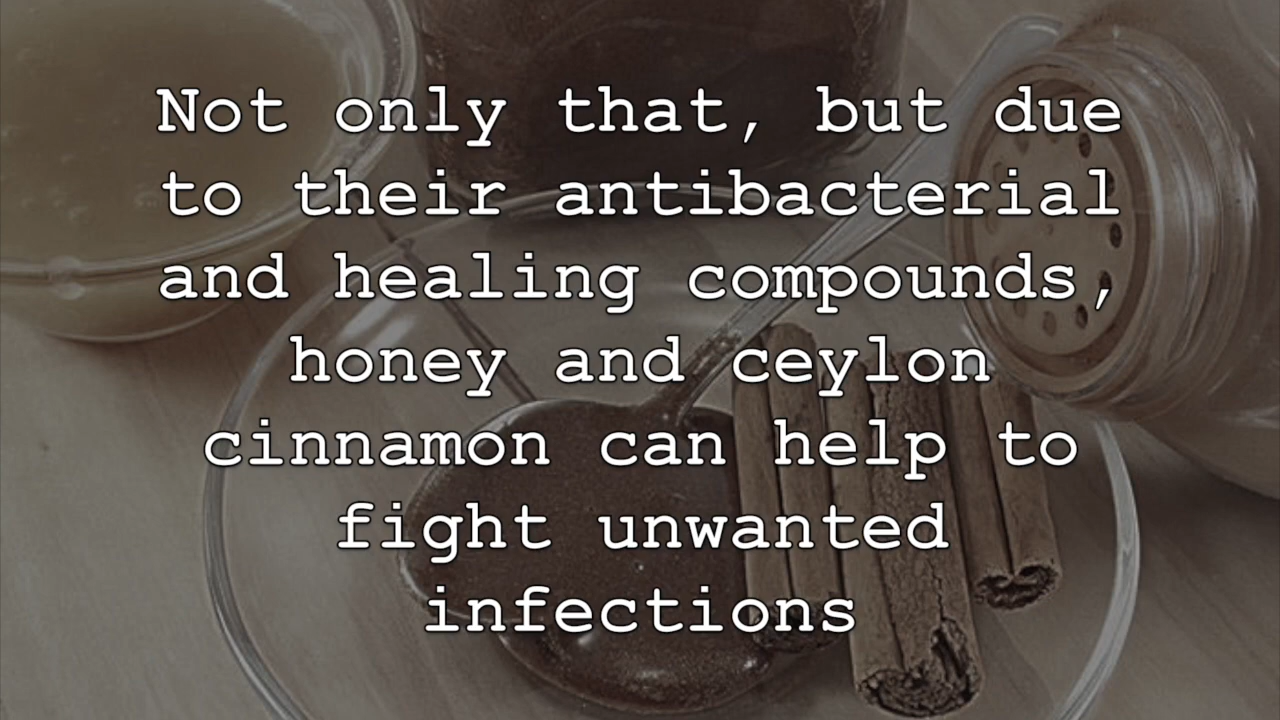 Not only that, but due
to their antibacterial
and healing compounds,
honey and ceylon
cinnamon can help to
fight unwanted
infections